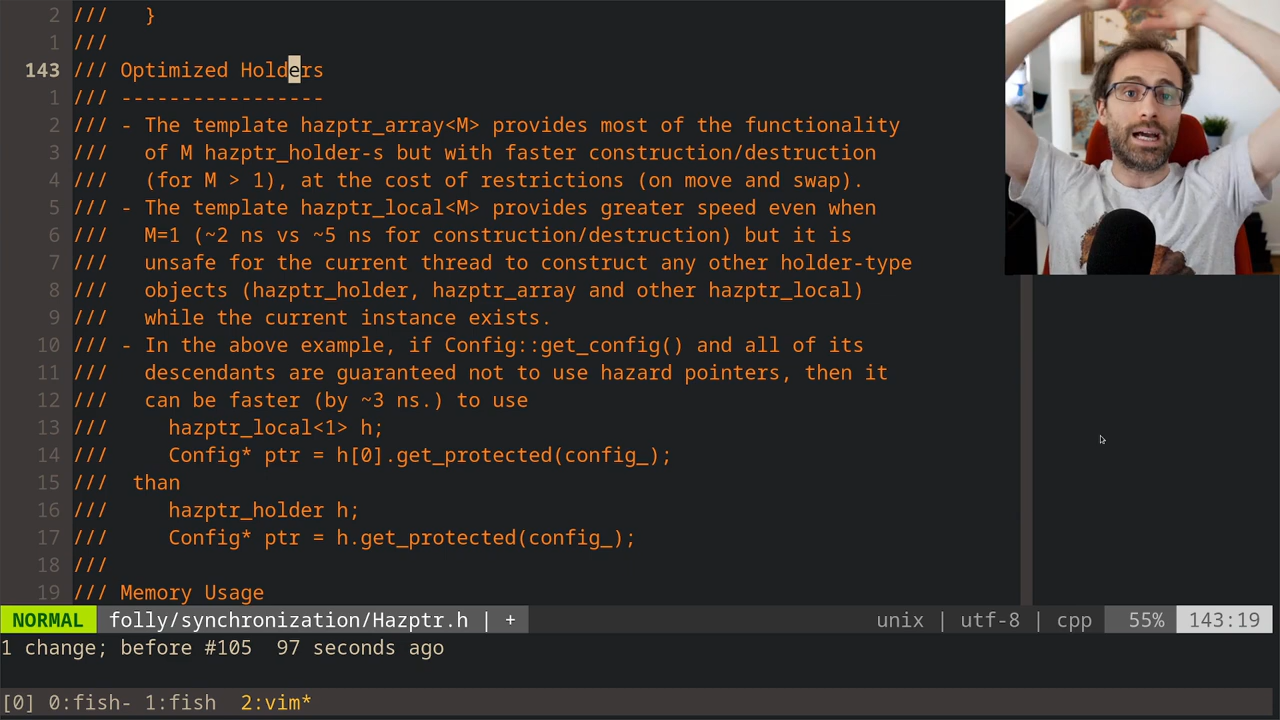 2 ///   }
1 ///
143 /// Optimized Holders
1 /// -----------------
2 /// - The template hazptr_array<M> provides most of the functionality
3 ///   of M hazptr_holder-s but with faster construction/destruction
4 ///   (for M > 1), at the cost of restrictions (on move and swap).
5 /// - The template hazptr_local<M> provides greater speed even when
6 ///   M=1 (~2 ns vs ~5 ns for construction/destruction) but it is
7 ///   unsafe for the current thread to construct any other holder-type
8 ///   objects (hazptr_holder, hazptr_array and other hazptr_local)
9 ///   while the current instance exists.
10 /// - In the above example, if Config::get_config() and all of its
11 ///   descendants are guaranteed not to use hazard pointers, then it
12 ///   can be faster (by ~3 ns.) to use
13 ///     hazptr_local<1> h;
14 ///     Config* ptr = h[0].get_protected(config_);
15 ///  than
16 ///     hazptr_holder h;
17 ///     Config* ptr = h.get_protected(config_);
18 ///
19 /// Memory Usage
NORMAL folly/synchronization/Hazptr.h | + unix | utf-8 | cpp 55% 143:19
1 change; before #105  97 seconds ago
[0] 0:fish- 1:fish  2:vim*